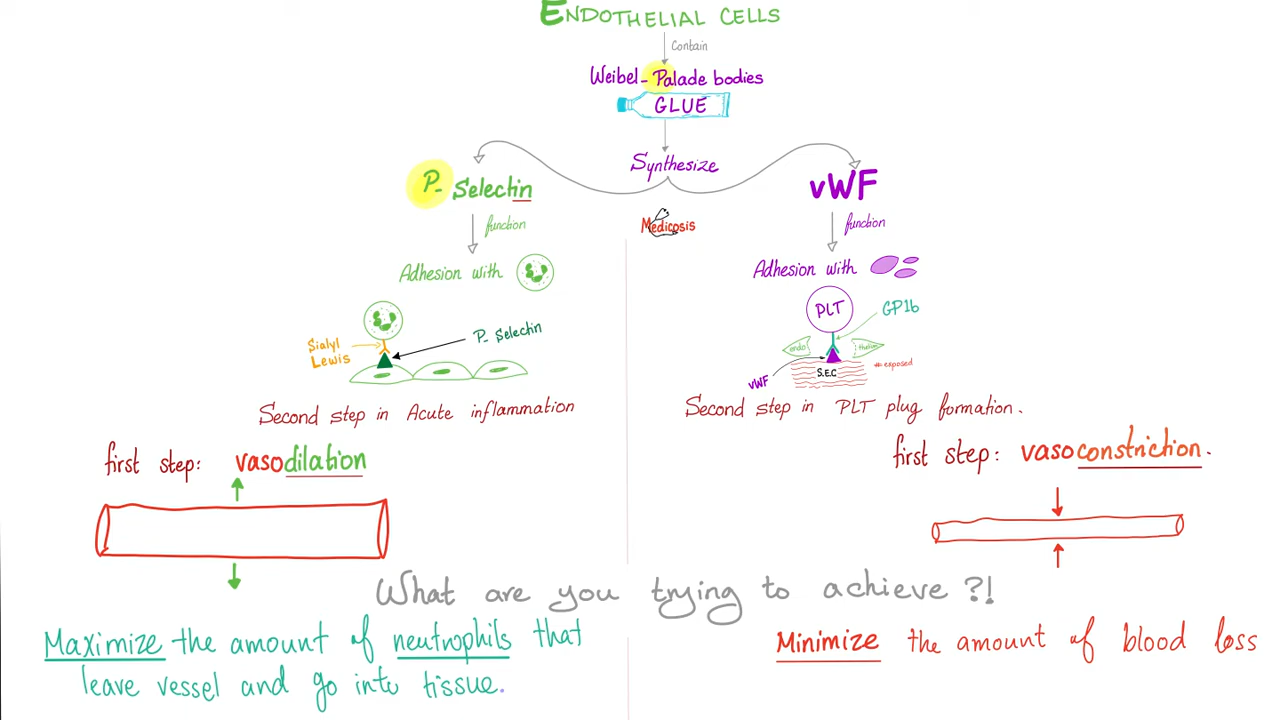 ENDOTHELIAL CELLS
Contain
Weibel-Palade bodies
GLUE
Synthesize
P-Selectin
vWF
Medicosis
function
function
Adhesion with
Adhesion with
PLT
GP1b
Sialyl
Lewis
P-Selectin
endo
thelium
S.E.C
exposed
vWF
Second step in Acute inflammation
Second step in PLT plug formation.
first step: vasodilation
first step: vasoconstriction.
What are you trying to achieve?!
Maximize the amount of neutrophils that
leave vessel and go into tissue.
Minimize the amount of blood loss